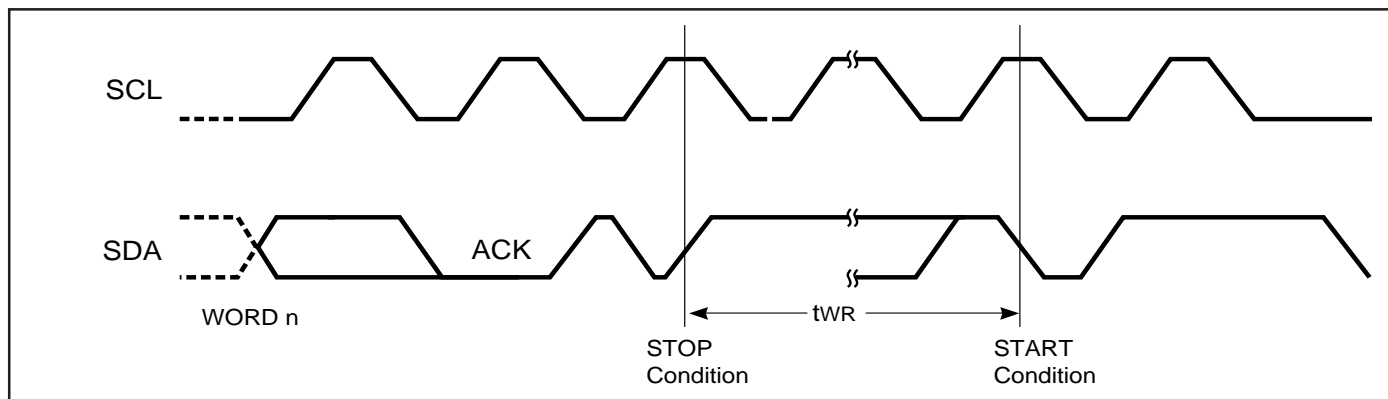 SCL
SDA
ACK
WORD n
tWR
STOP
Condition
START
Condition